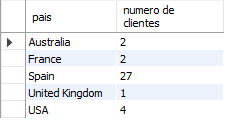 pais numero de
clientes
Australia 2
France 2
Spain 27
United Kingdom 1
USA 4